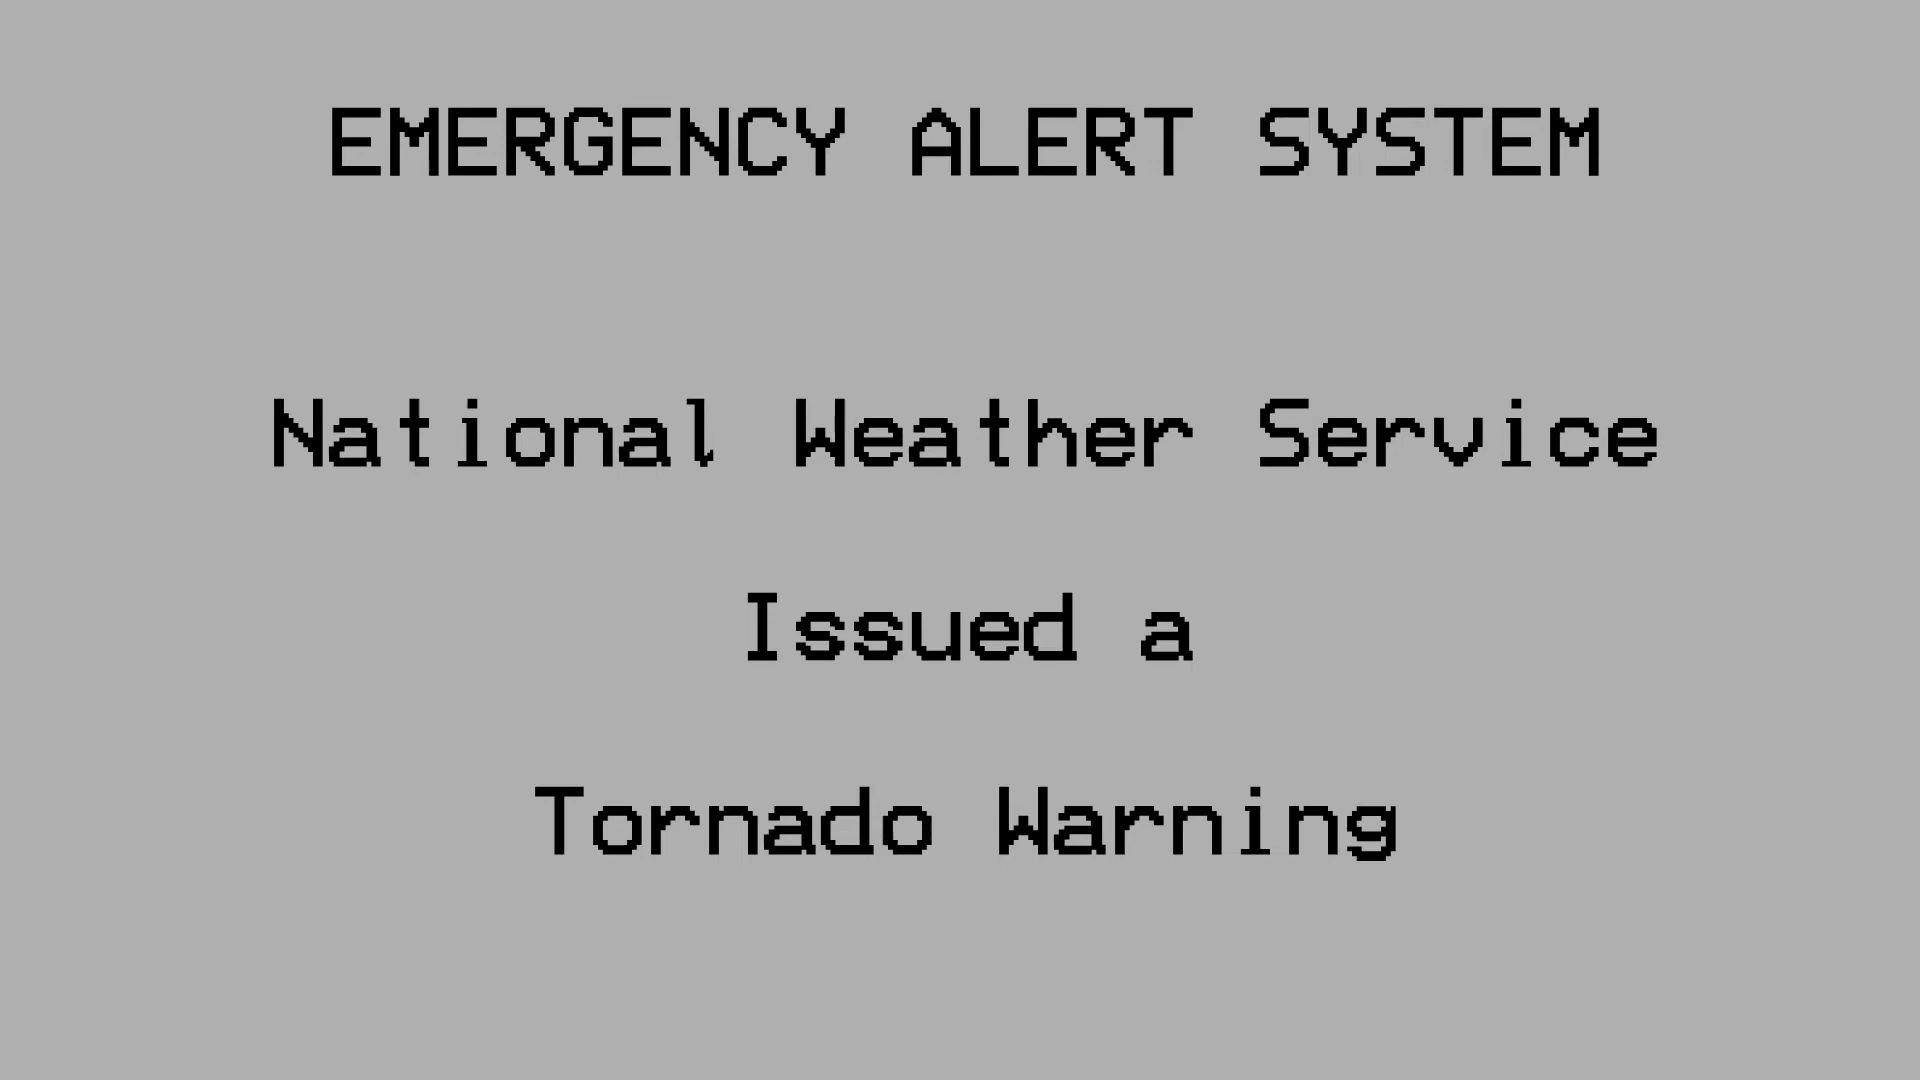 EMERGENCY ALERT SYSTEM
National Weather Service
Issued a
Tornado Warning